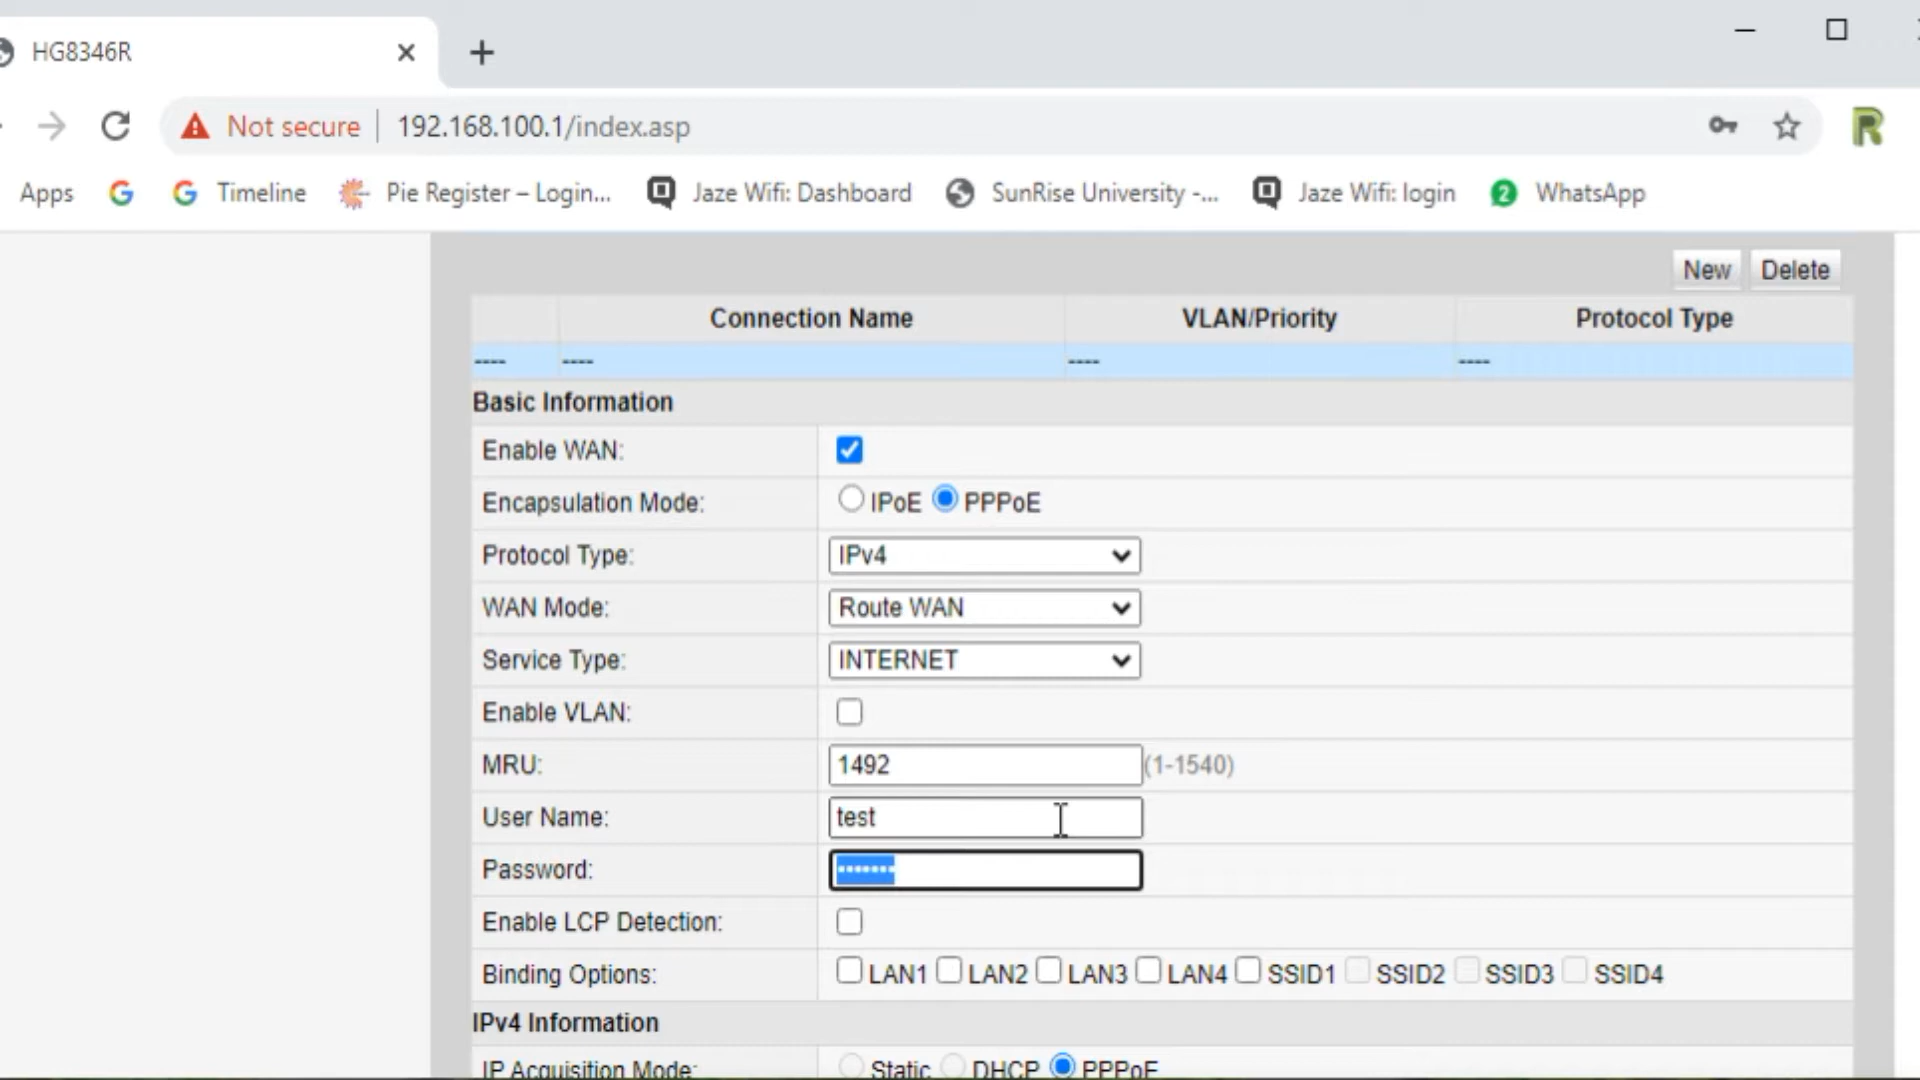 HG8346R
Not secure 192.168.100.1/index.asp
Apps Timeline Pie Register – Login... Jaze Wifi: Dashboard SunRise University -... Jaze Wifi: login 2 WhatsApp
New Delete
Connection Name VLAN/Priority Protocol Type
---- ---- ---- ----
Basic Information
Enable WAN:
Encapsulation Mode: IPoE PPPoE
Protocol Type: IPv4
WAN Mode: Route WAN
Service Type: INTERNET
Enable VLAN:
MRU: 1492 (1-1540)
User Name: test
Password: •••••••
Enable LCP Detection:
Binding Options: LAN1 LAN2 LAN3 LAN4 SSID1 SSID2 SSID3 SSID4
IPv4 Information
IP Acquisition Mode: Static DHCP PPPoE